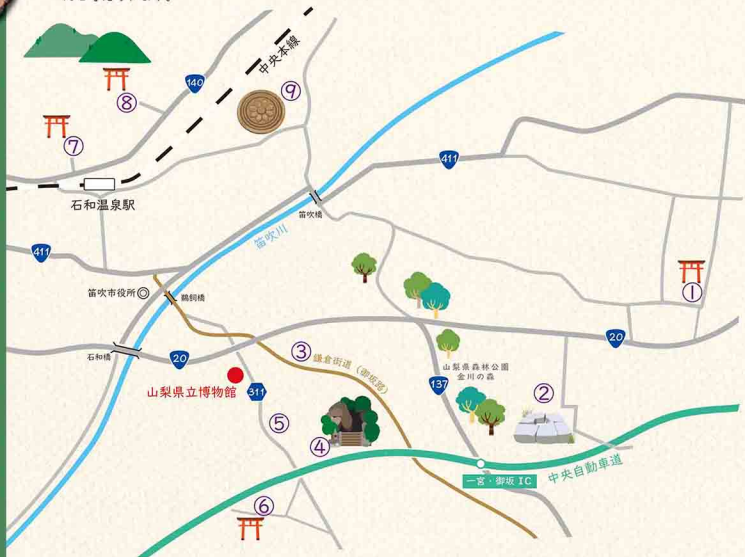 ⑧
140
中央本線
⑨
⑦
石和温泉駅
411
笛吹橋
笛吹川
411
①
笛吹市役所◎
鵜飼橋
石和橋
20
③
鎌倉街道(御坂路)
20
山梨県森林公園
金川の森
山梨県立博物館
311
137
②
⑤
④
中央自動車道
一宮・御坂 IC
⑥